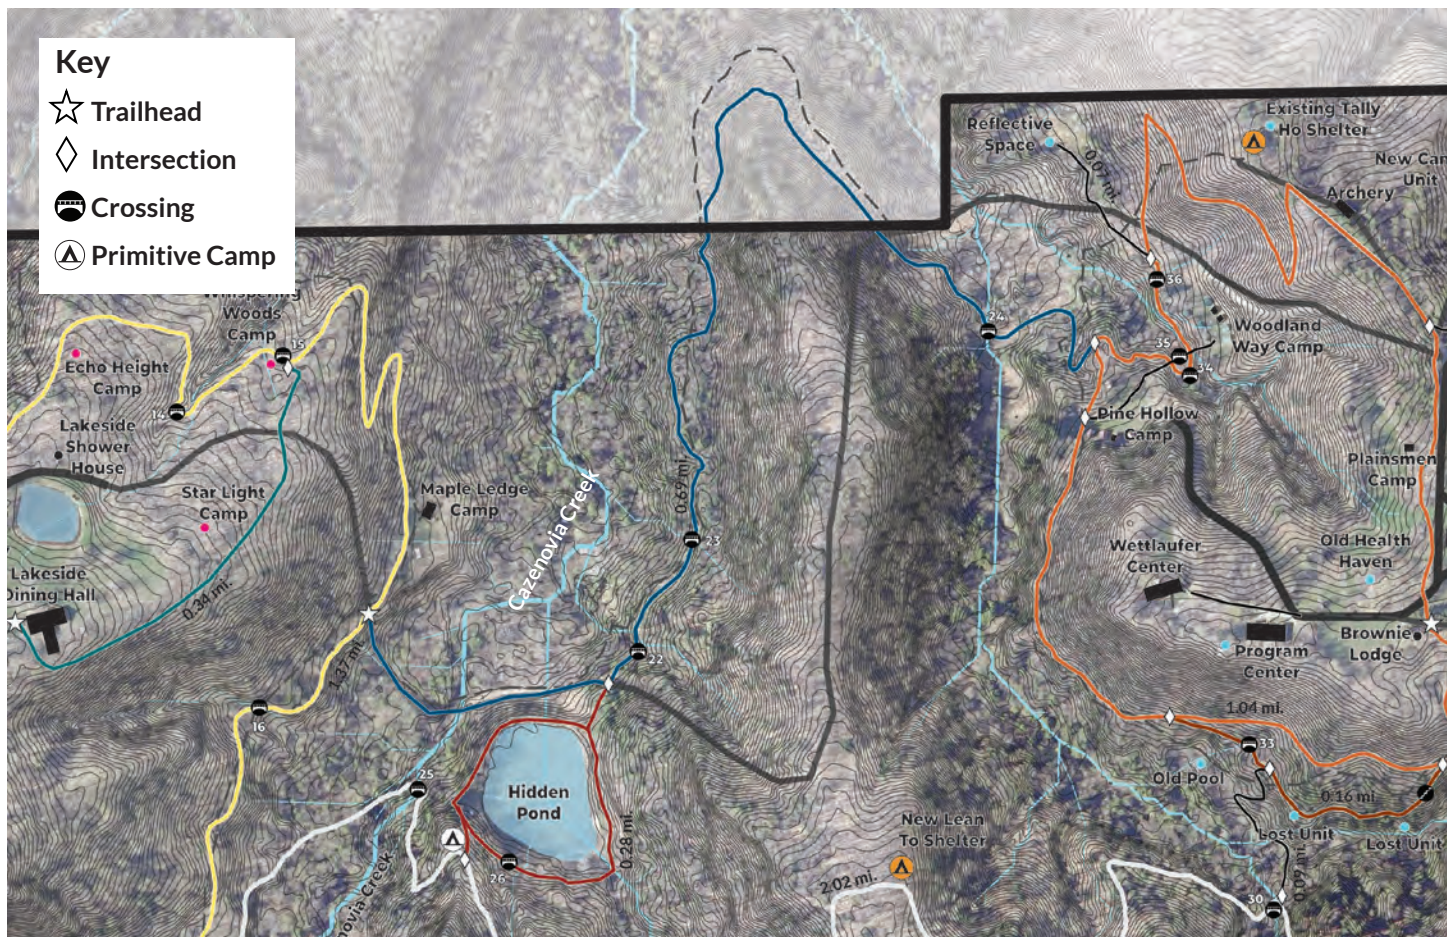 Key
Trailhead
Intersection
Crossing
Primitive Camp
Whispering
Woods
Camp
15
Echo Height
Camp
14
Lakeside
Shower
House
Star Light
Camp
Lakeside
Dining Hall
0.34 mi.
1.37 mi.
16
Maple Ledge
Camp
Cazenovia Creek
0.69 mi.
23
22
25
Hidden
Pond
26
0.28 mi.
novia Creek
New Lean
To Shelter
2.02 mi.
Reflective
Space
0.07 mi.
Existing Tally
Ho Shelter
New Can
Unit
Archery
36
24
35
34
Woodland
Way Camp
Pine Hollow
Camp
Plainsmen
Camp
Old Health
Haven
Wettlaufer
Center
Program
Center
Brownie
Lodge
1.04 mi.
33
Old Pool
0.16 mi.
Lost Unit
Lost Unit
0.09 mi.
30